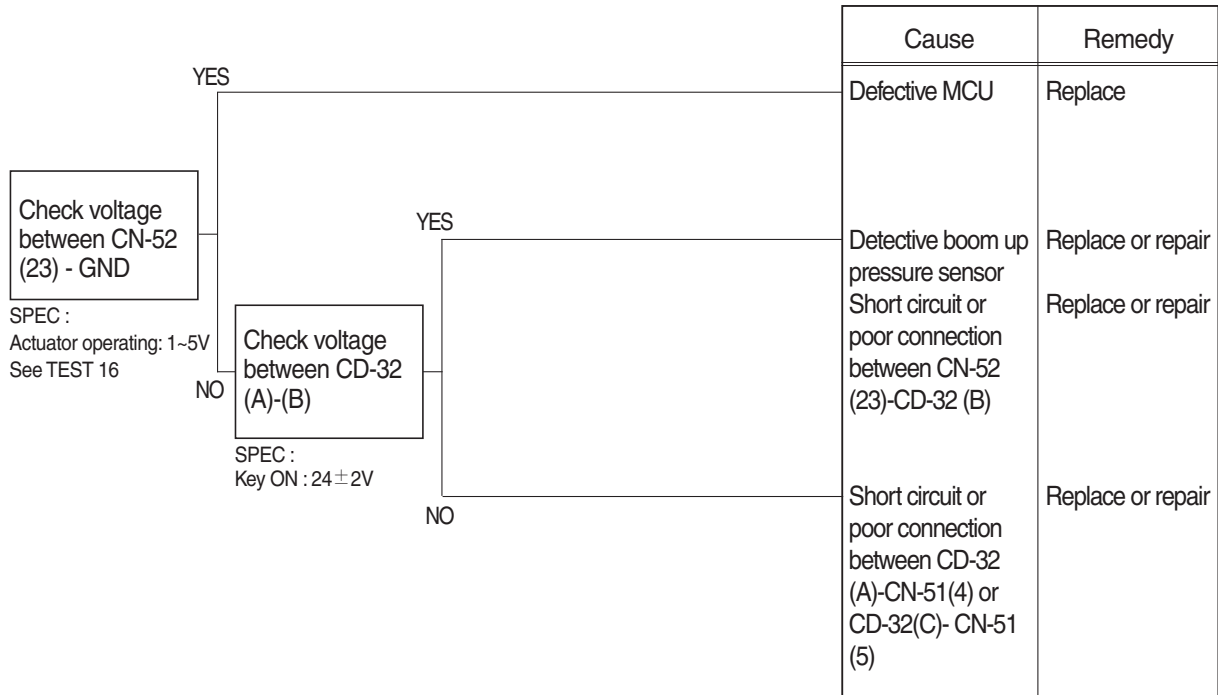 Cause
Remedy
YES
Defective MCU
Replace
Check voltage
between CN-52
(23) - GND
SPEC :
Actuator operating: 1~5V
See TEST 16
NO
YES
Detective boom up
pressure sensor
Replace or repair
Short circuit or
poor connection
between CN-52
(23)-CD-32 (B)
Replace or repair
Check voltage
between CD-32
(A)-(B)
SPEC :
Key ON : 24±2V
NO
Short circuit or
poor connection
between CD-32
(A)-CN-51(4) or
CD-32(C)- CN-51
(5)
Replace or repair